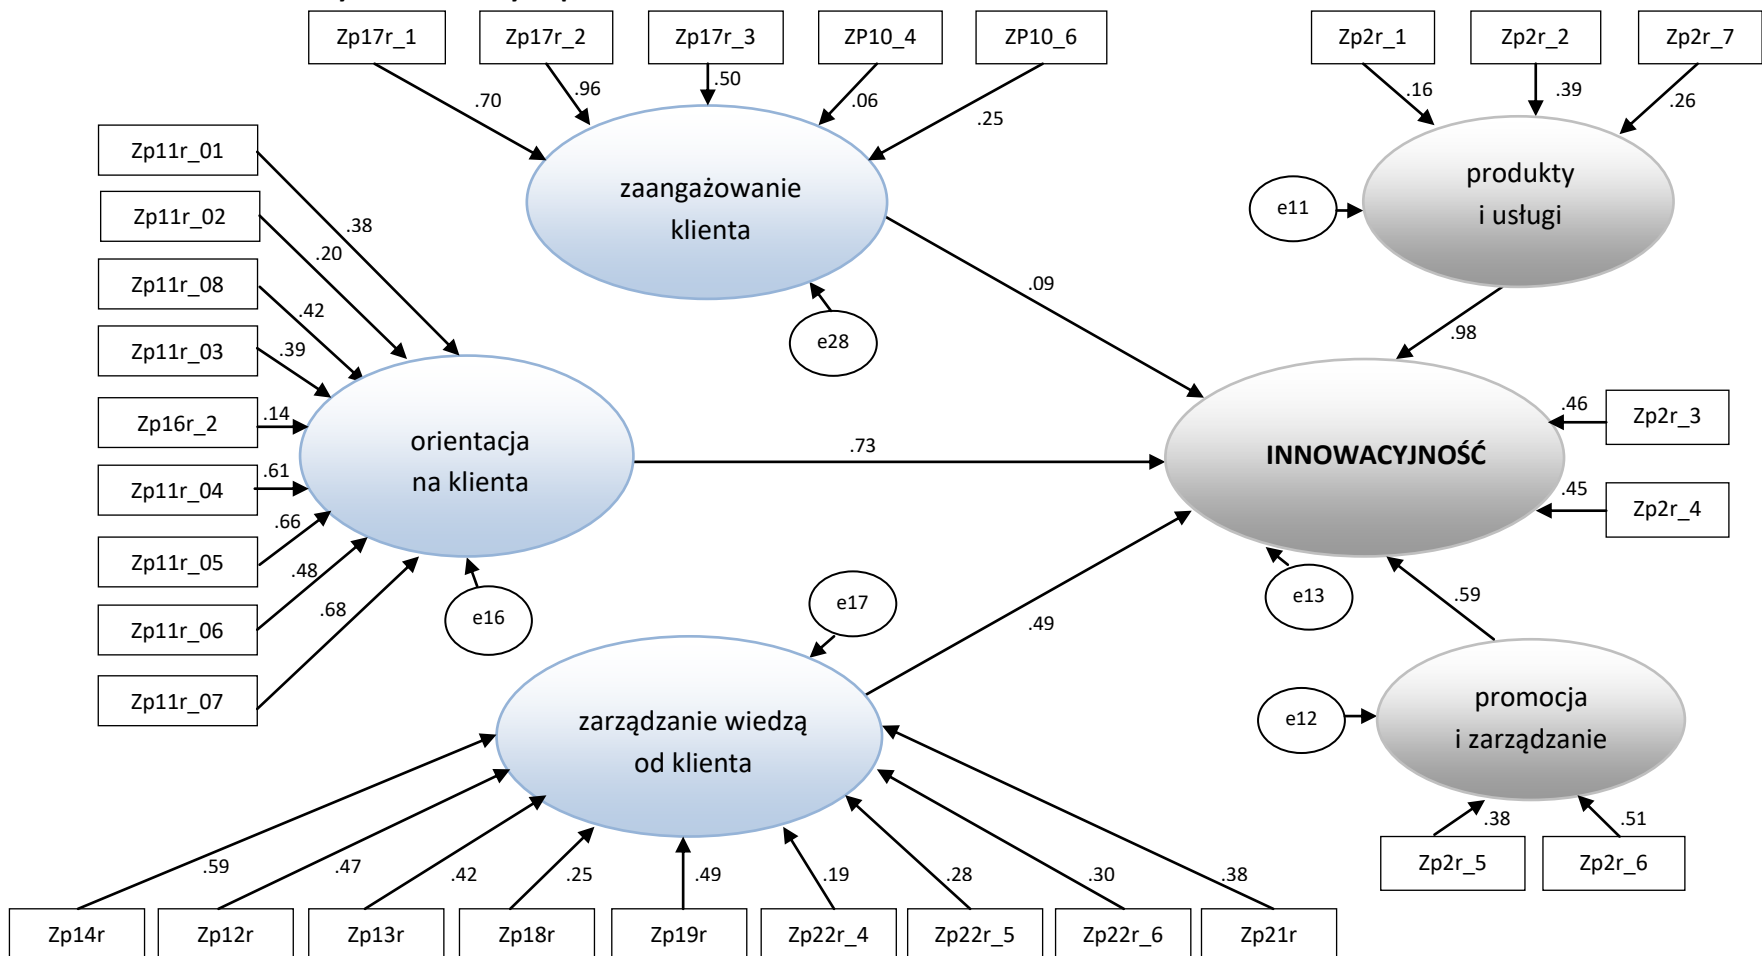 Zp17r_1
Zp17r_2
Zp17r_3
ZP10_4
ZP10_6
Zp2r_1
Zp2r_2
Zp2r_7
.70
.96
.50
.06
.25
.16
.39
.26
Zp11r_01
Zp11r_02
Zp11r_08
Zp11r_03
Zp16r_2
Zp11r_04
Zp11r_05
Zp11r_06
Zp11r_07
.38
.20
.42
.39
.14
.61
.66
.48
.68
zaangażowanie
klienta
e28
produkty
i usługi
e11
.09
.98
orientacja
na klienta
e16
.73
INNOWACYJNOŚĆ
.46
Zp2r_3
.45
Zp2r_4
e13
.59
.49
e17
zarządzanie wiedzą
od klienta
e12
promocja
i zarządzanie
.38
.51
Zp2r_5
Zp2r_6
.59
.47
.42
.25
.49
.19
.28
.30
.38
Zp14r
Zp12r
Zp13r
Zp18r
Zp19r
Zp22r_4
Zp22r_5
Zp22r_6
Zp21r